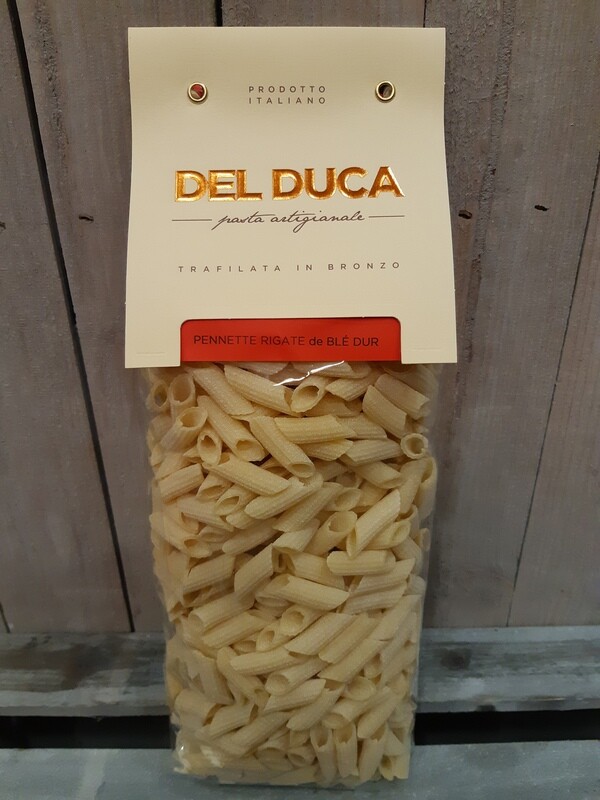 PRODOTTO
ITALIANO
DEL DUCA
pasta artigianale
TRAFILATA IN BRONZO
PENNETTE RIGATE de BLÉ DUR